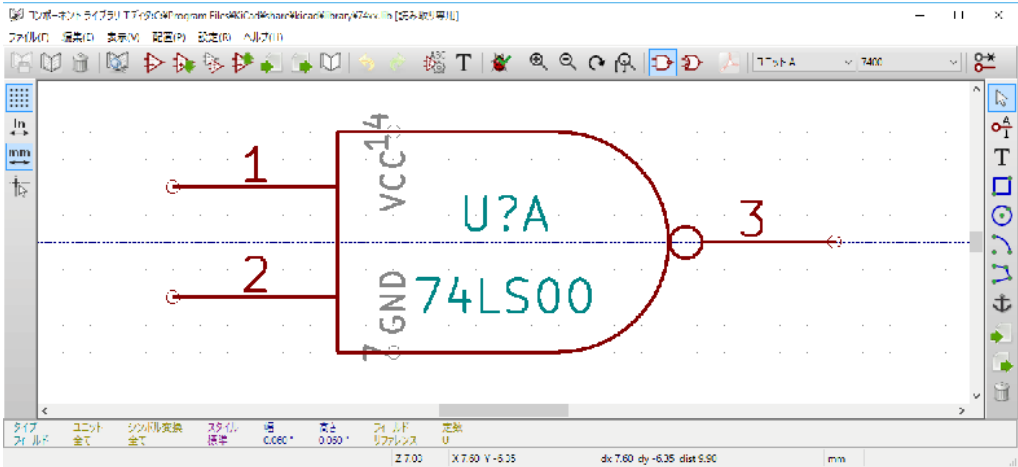 コンポーネント ライブラリ エディタ: C:¥Program Files¥KiCad¥share¥kicad¥library¥74xx.lib [読み取り専用]
ファイル(F) 編集(E) 表示(V) 配置(P) 設定(R) ヘルプ(H)
T ユニット A 7400
In
mm
T
14
VCC
1
U?A
3
2
74LS00
GND
7
タイプ ユニット シンボル変換 スタイル 幅 高さ フィールド 定数
フィールド 全て 全て 標準 0.060 " 0.060 " リファレンス U
Z 7.00 X 7.60 Y -6.35 dx 7.60 dy -6.35 dist 9.90 mm